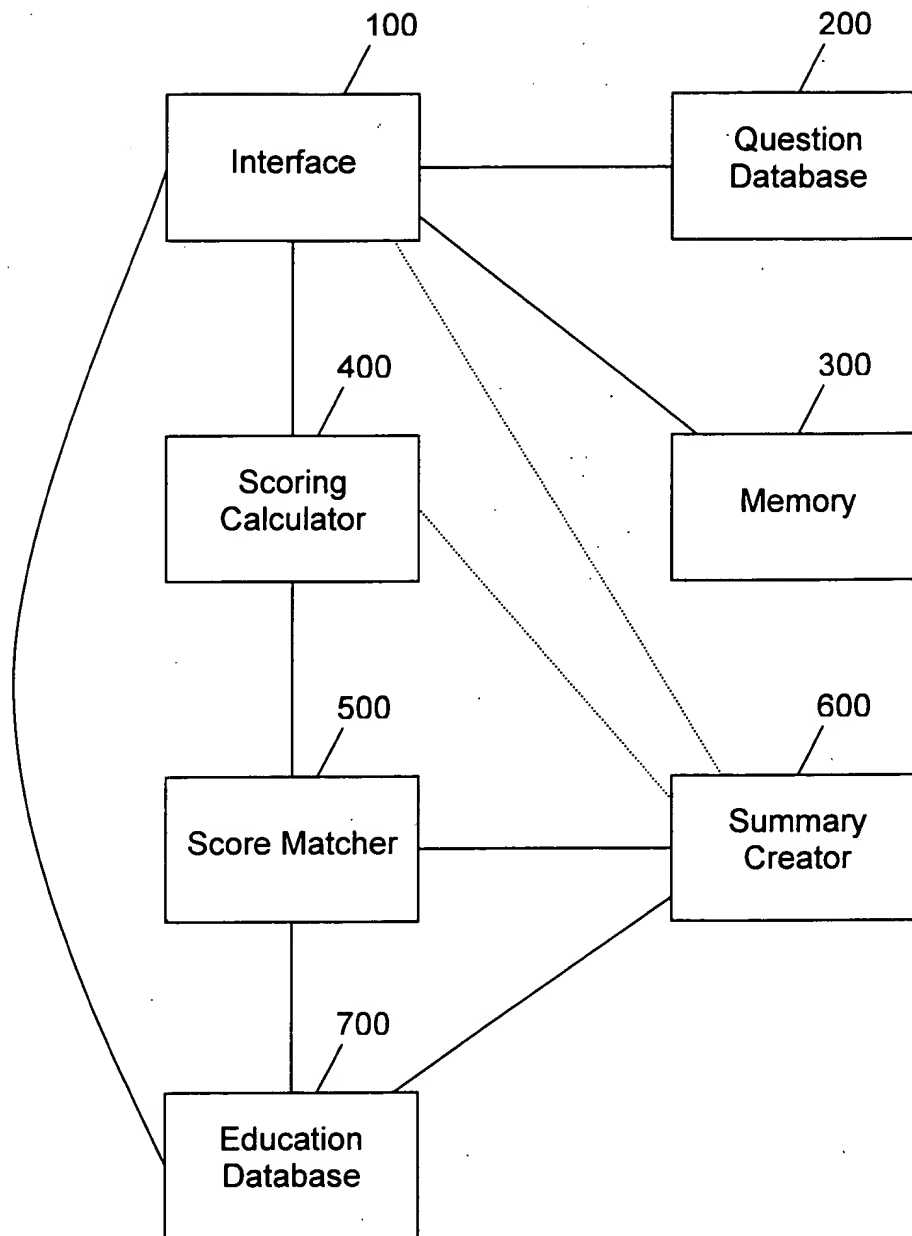 100
200
Interface
Question
Database
400
300
Scoring
Calculator
Memory
500
600
Score Matcher
Summary
Creator
700
Education
Database